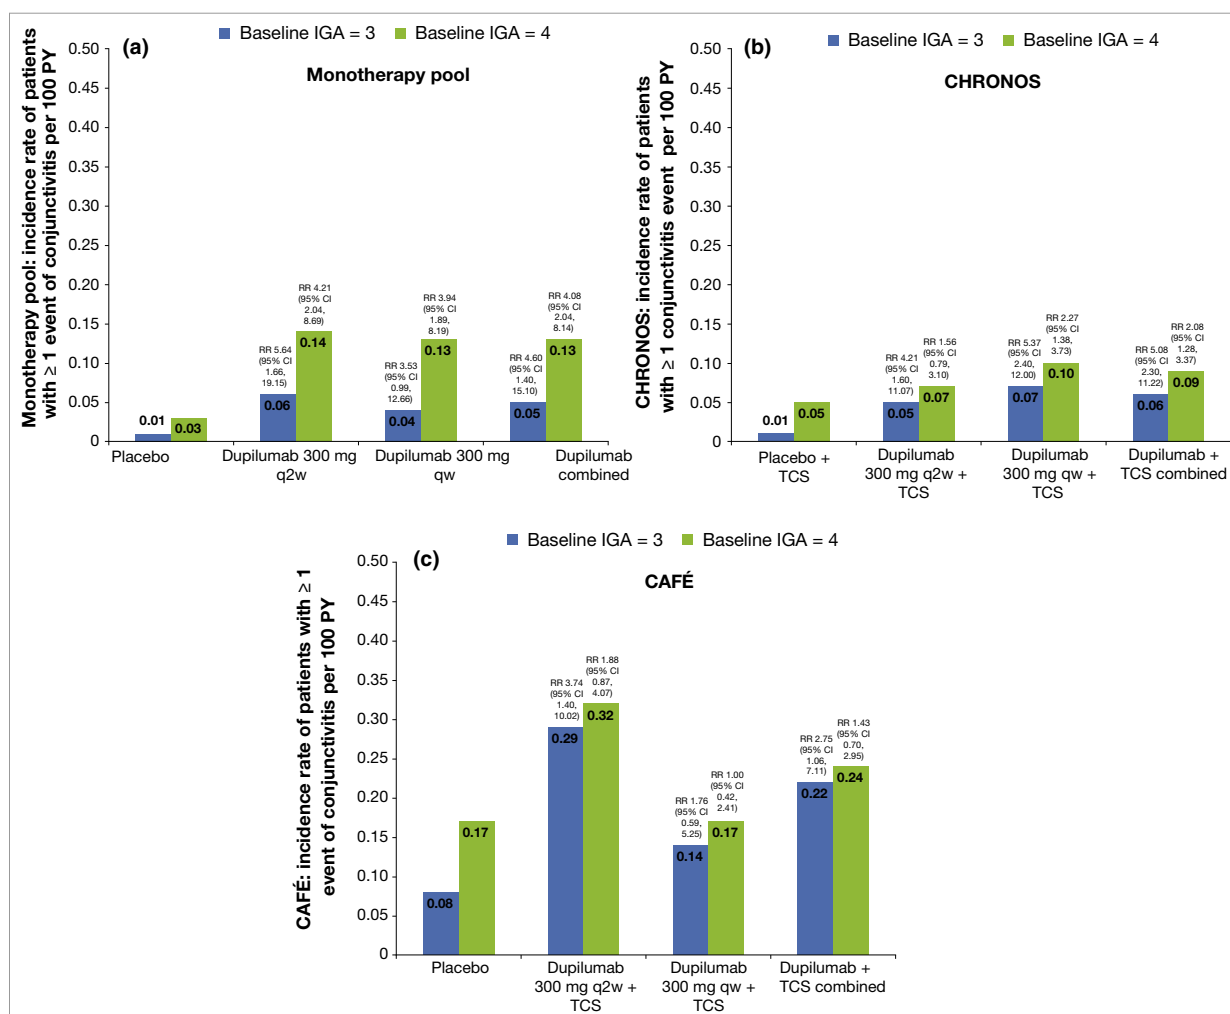 (a)
Baseline IGA = 3 Baseline IGA = 4
Monotherapy pool
Monotherapy pool: incidence rate of patients
with ≥ 1 event of conjunctivitis per 100 PY
0.50
0.45
0.40
0.35
0.30
0.25
0.20
0.15
0.10
0.05
0
0.01
0.03
RR 5.64
(95% CI
1.66,
19.15)
0.06
RR 4.21
(95% CI
2.04,
8.69)
0.14
RR 3.53
(95% CI
0.99,
12.66)
0.04
RR 3.94
(95% CI
1.89,
8.19)
0.13
RR 4.60
(95% CI
1.40,
15.10)
0.05
RR 4.08
(95% CI
2.04,
8.14)
0.13
Placebo
Dupilumab 300 mg
q2w
Dupilumab 300 mg
qw
Dupilumab
combined
(b)
Baseline IGA = 3 Baseline IGA = 4
CHRONOS
CHRONOS: incidence rate of patients
with ≥ 1 conjunctivitis event per 100 PY
0.50
0.45
0.40
0.35
0.30
0.25
0.20
0.15
0.10
0.05
0
0.01
0.05
RR 4.21
(95% CI
1.60,
11.07)
0.05
RR 1.56
(95% CI
0.79,
3.10)
0.07
RR 5.37
(95% CI
2.40,
12.00)
0.07
RR 2.27
(95% CI
1.38,
3.73)
0.10
RR 5.08
(95% CI
2.30,
11.22)
0.06
RR 2.08
(95% CI
1.28,
3.37)
0.09
Placebo +
TCS
Dupilumab
300 mg q2w +
TCS
Dupilumab
300 mg qw +
TCS
Dupilumab +
TCS combined
(c)
Baseline IGA = 3 Baseline IGA = 4
CAFÉ
CAFÉ: incidence rate of patients with ≥ 1
event of conjunctivitis per 100 PY
0.50
0.45
0.40
0.35
0.30
0.25
0.20
0.15
0.10
0.05
0
0.08
0.17
RR 3.74
(95% CI
1.40,
10.02)
0.29
RR 1.88
(95% CI
0.87,
4.07)
0.32
RR 1.76
(95% CI
0.59,
5.25)
0.14
RR 1.00
(95% CI
0.42,
2.41)
0.17
RR 2.75
(95% CI
1.06,
7.11)
0.22
RR 1.43
(95% CI
0.70,
2.95)
0.24
Placebo
Dupilumab
300 mg q2w +
TCS
Dupilumab
300 mg qw +
TCS
Dupilumab +
TCS combined